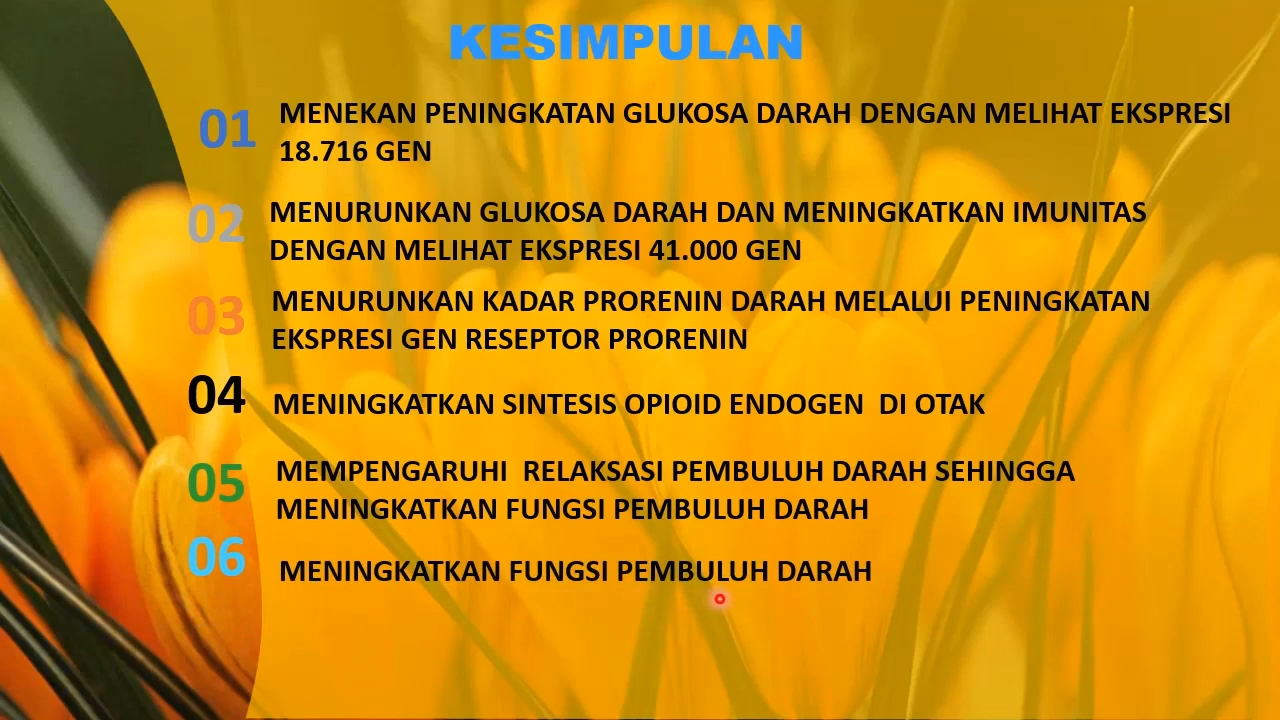 KESIMPULAN
01
MENEKAN PENINGKATAN GLUKOSA DARAH DENGAN MELIHAT EKSPRESI
18.716 GEN
02
MENURUNKAN GLUKOSA DARAH DAN MENINGKATKAN IMUNITAS
DENGAN MELIHAT EKSPRESI 41.000 GEN
03
MENURUNKAN KADAR PRORENIN DARAH MELALUI PENINGKATAN
EKSPRESI GEN RESEPTOR PRORENIN
04
MENINGKATKAN SINTESIS OPIOID ENDOGEN DI OTAK
05
MEMPENGARUHI RELAKSASI PEMBULUH DARAH SEHINGGA
MENINGKATKAN FUNGSI PEMBULUH DARAH
06
MENINGKATKAN FUNGSI PEMBULUH DARAH